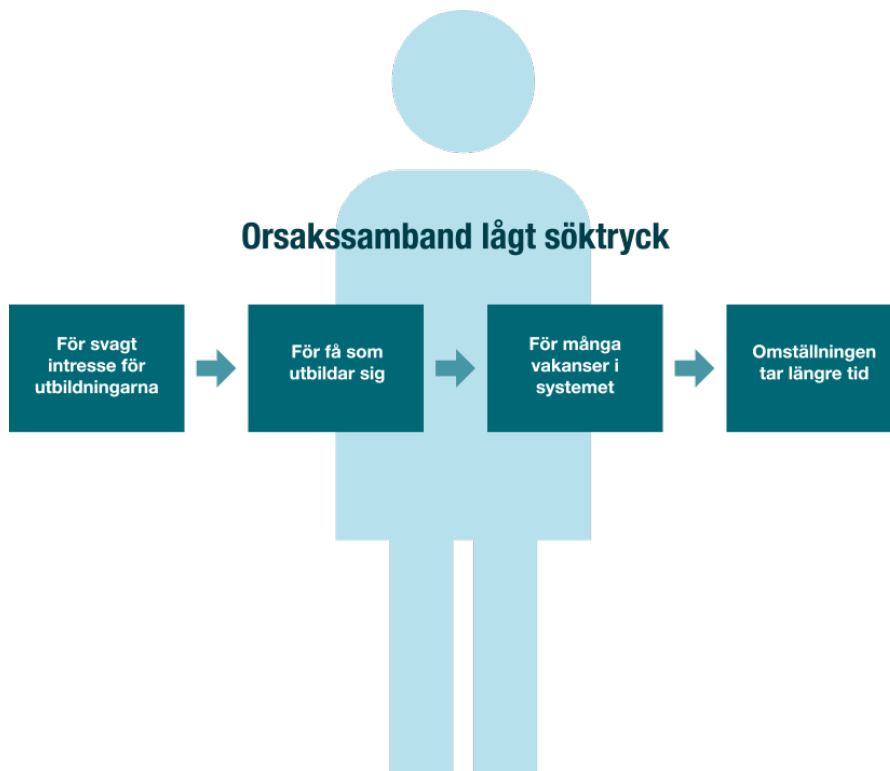 Orsakssamband lågt söktryck
För svagt
intresse för
utbildningarna
För få som
utbildar sig
För många
vakanser i
systemet
Omställningen
tar längre tid